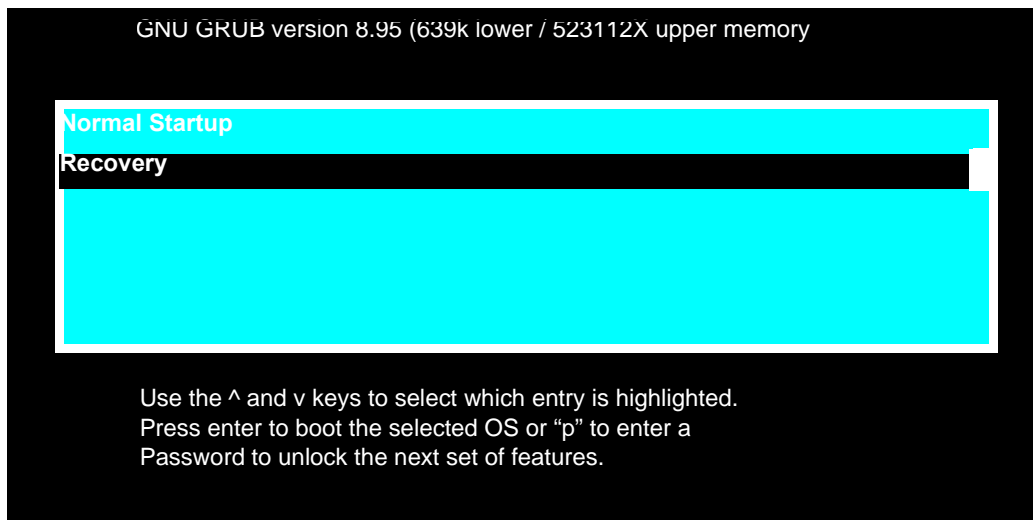 GNU GRUB version 8.95 (639k lower / 523112X upper memory
Normal Startup
Recovery
Use the ^ and v keys to select which entry is highlighted.
Press enter to boot the selected OS or “p” to enter a
Password to unlock the next set of features.